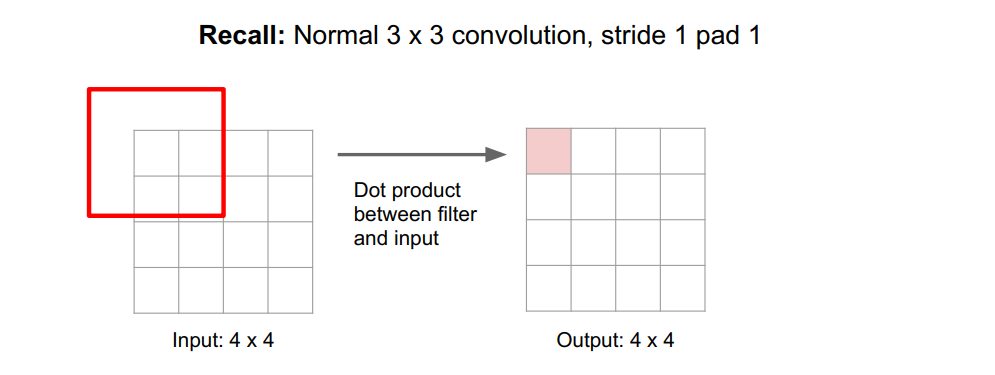 Recall: Normal 3 x 3 convolution, stride 1 pad 1
Dot product
between filter
and input
Input: 4 x 4
Output: 4 x 4